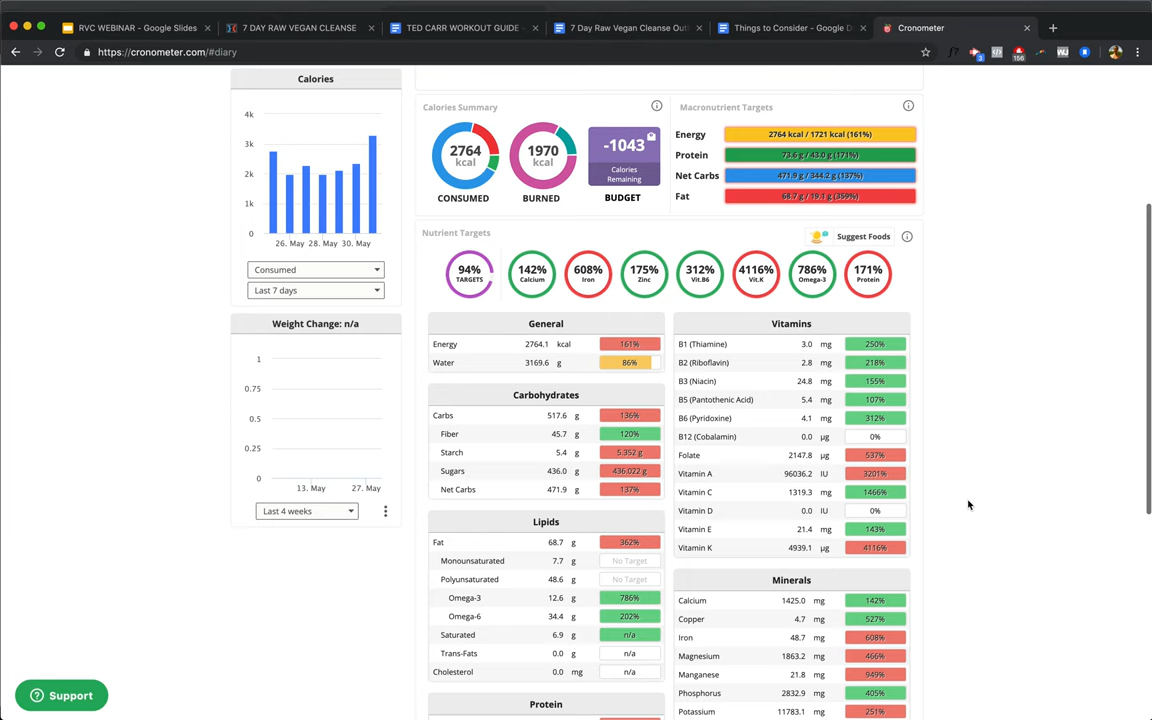 RVC WEBINAR - Google Slides
7 DAY RAW VEGAN CLEANSE
TED CARR WORKOUT GUIDE -
7 Day Raw Vegan Cleanse Out
Things to Consider - Google D
Cronometer
https://cronometer.com/#diary
f?
3
156
WJ
Calories
4k
3k
2k
1k
0
26. May 28. May 30. May
Consumed
Last 7 days
Weight Change: n/a
1
0.75
0.5
0.25
0
13. May 27. May
Last 4 weeks
Support
Calories Summary
2764
kcal
CONSUMED
1970
kcal
BURNED
-1043
Calories
Remaining
BUDGET
Macronutrient Targets
Energy 2764 kcal / 1721 kcal (161%)
Protein 73.6 g / 43.0 g (171%)
Net Carbs 471.9 g / 344.2 g (137%)
Fat 68.7 g / 19.1 g (359%)
Nutrient Targets
Suggest Foods
94% TARGETS
142% Calcium
608% Iron
175% Zinc
312% Vit.B6
4116% Vit.K
786% Omega-3
171% Protein
General
Energy 2764.1 kcal 161%
Water 3169.6 g 86%
Carbohydrates
Carbs 517.6 g 136%
Fiber 45.7 g 120%
Starch 5.4 g 5.352 g
Sugars 436.0 g 436.022 g
Net Carbs 471.9 g 137%
Lipids
Fat 68.7 g 362%
Monounsaturated 7.7 g No Target
Polyunsaturated 48.6 g No Target
Omega-3 12.6 g 786%
Omega-6 34.4 g 202%
Saturated 6.9 g n/a
Trans-Fats 0.0 g n/a
Cholesterol 0.0 mg n/a
Protein
Vitamins
B1 (Thiamine) 3.0 mg 250%
B2 (Riboflavin) 2.8 mg 218%
B3 (Niacin) 24.8 mg 155%
B5 (Pantothenic Acid) 5.4 mg 107%
B6 (Pyridoxine) 4.1 mg 312%
B12 (Cobalamin) 0.0 µg 0%
Folate 2147.8 µg 537%
Vitamin A 96036.2 IU 3201%
Vitamin C 1319.3 mg 1466%
Vitamin D 0.0 IU 0%
Vitamin E 21.4 mg 143%
Vitamin K 4939.1 µg 4116%
Minerals
Calcium 1425.0 mg 142%
Copper 4.7 mg 527%
Iron 48.7 mg 608%
Magnesium 1863.2 mg 466%
Manganese 21.8 mg 949%
Phosphorus 2832.9 mg 405%
Potassium 11783.1 mg 251%